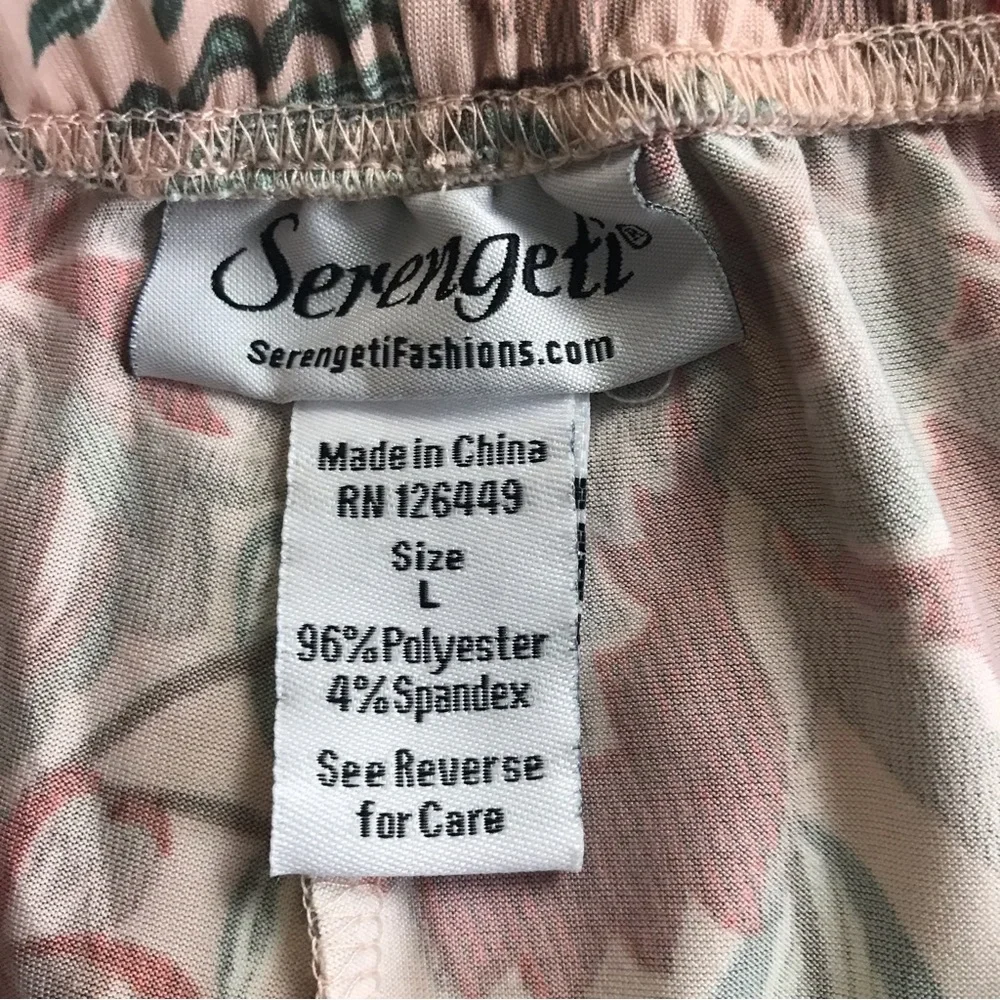 Serengeti®
SerengetiFashions.com
Made in China
RN 126449
Size
L
96% Polyester
4% Spandex
See Reverse
for Care